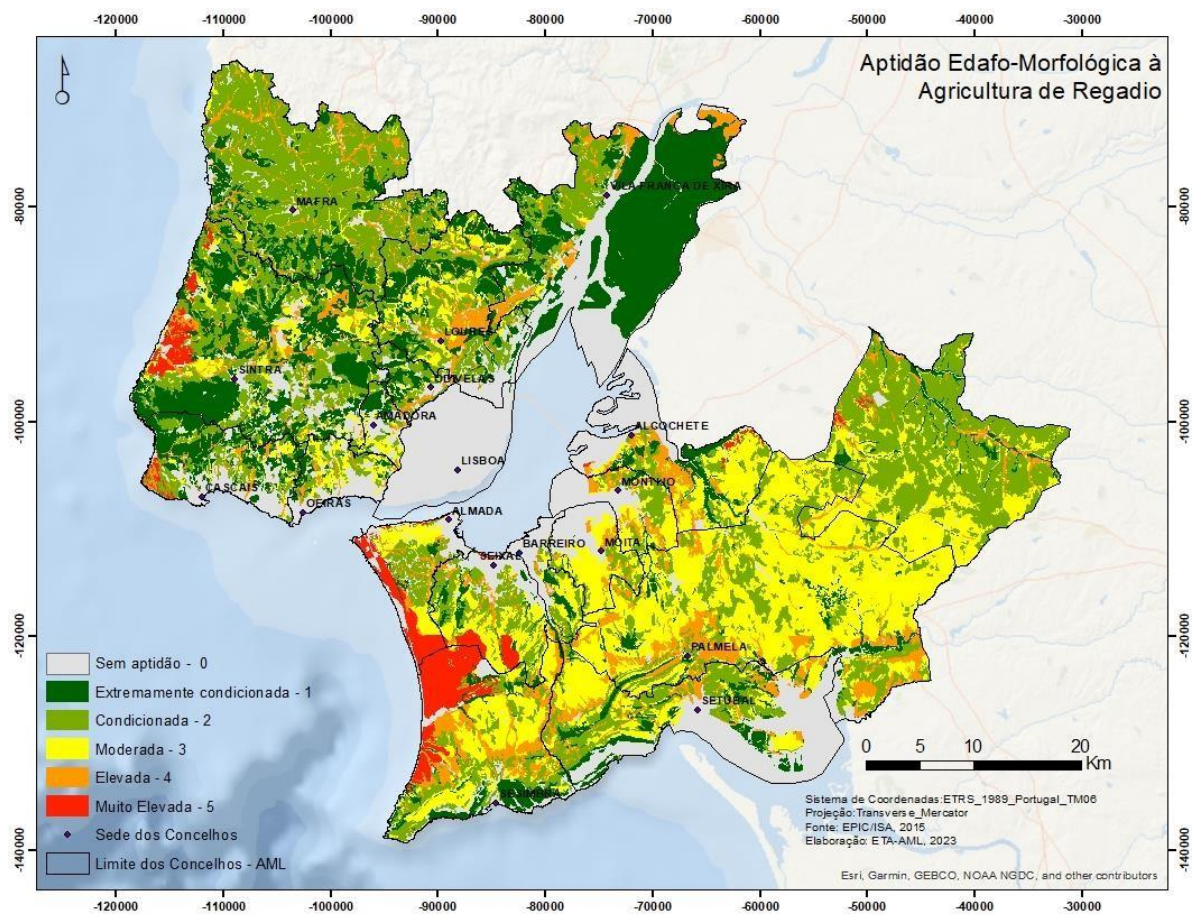 -120000 -110000 -100000 -90000 -80000 -70000 -60000 -50000 -40000 -30000
Aptidão Edafo-Morfológica à
Agricultura de Regadio
VILA FRANCA DE XIRA
-80000 -80000
MAFRA
LOURES
SINTRA
ODIVELAS
AMADORA
-100000 -100000
ALCOCHETE
LISBOA
MONTIJO
CASCAIS
OEIRAS
ALMADA
BARREIRO
MOITA
SEIXAL
-120000 -120000
PALMELA
SETÚBAL
SESIMBRA
-140000 -140000
Sem aptidão - 0
Extremamente condicionada - 1
Condicionada - 2
Moderada - 3
Elevada - 4
Muito Elevada - 5
Sede dos Concelhos
Limite dos Concelhos - AML
0 5 10 20
Km
Sistema de Coordenadas:ETRS_1989_Portugal_TM06
Projeção:Transverse_Mercator
Fonte: EPIC/ISA, 2015
Elaboração: ETA-AML, 2023
Esri, Garmin, GEBCO, NOAA NGDC, and other contributors
-120000 -110000 -100000 -90000 -80000 -70000 -60000 -50000 -40000 -30000